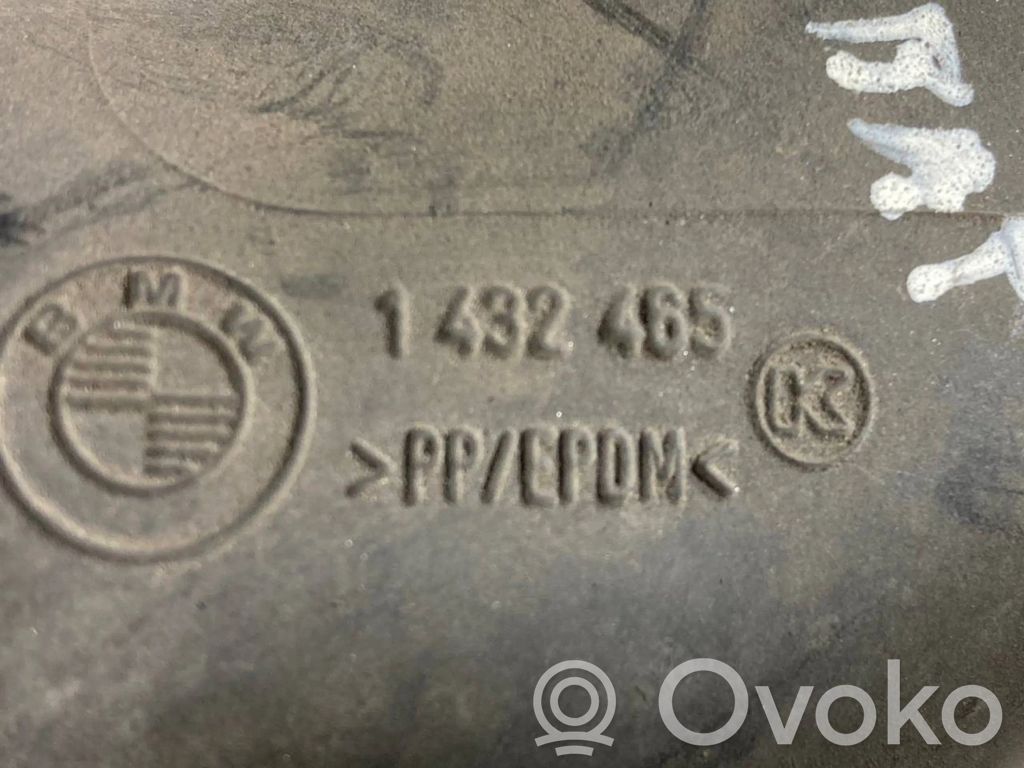 BMW
1 432 465
>PP/EPDM<
K
Ovoko